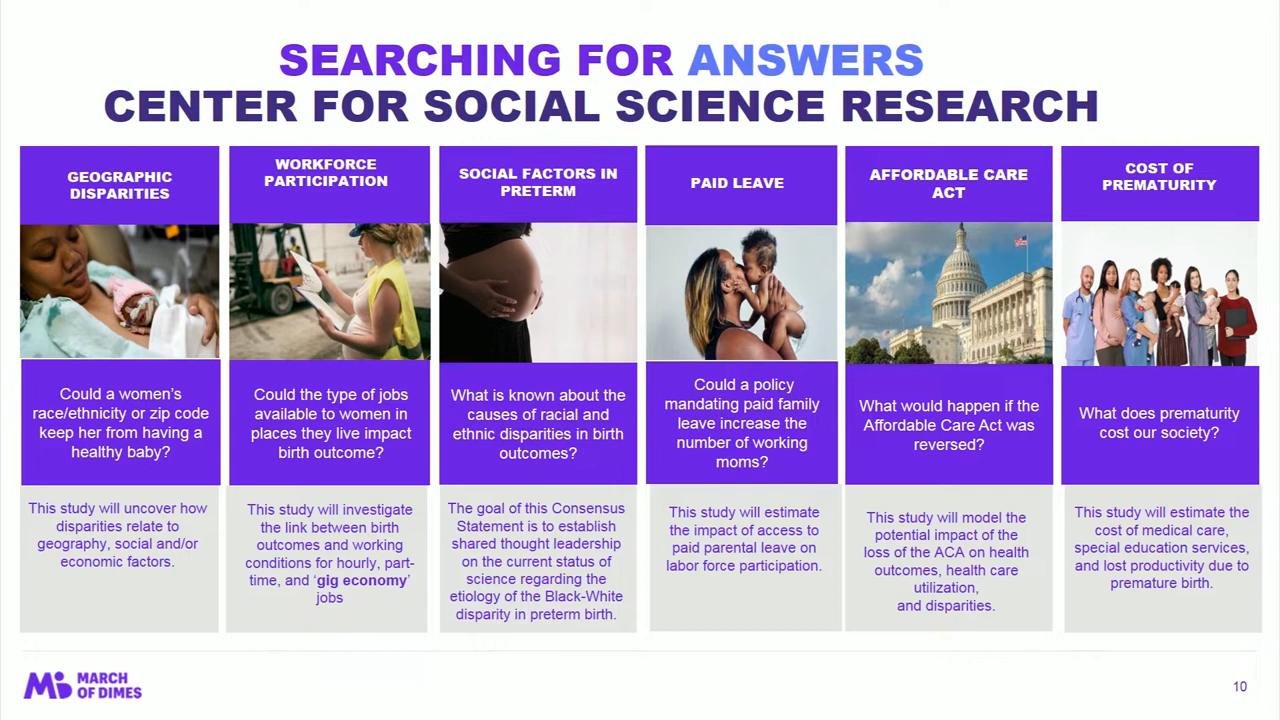 SEARCHING FOR ANSWERS
CENTER FOR SOCIAL SCIENCE RESEARCH
GEOGRAPHIC
DISPARITIES
Could a women's
race/ethnicity or zip code
keep her from having a
healthy baby?
This study will uncover how
disparities relate to
geography, social and/or
economic factors.
WORKFORCE
PARTICIPATION
Could the type of jobs
available to women in
places they live impact
birth outcome?
This study will investigate
the link between birth
outcomes and working
conditions for hourly, part-
time, and 'gig economy'
jobs
SOCIAL FACTORS IN
PRETERM
What is known about the
causes of racial and
ethnic disparities in birth
outcomes?
The goal of this Consensus
Statement is to establish
shared thought leadership
on the current status of
science regarding the
etiology of the Black-White
disparity in preterm birth.
PAID LEAVE
Could a policy
mandating paid family
leave increase the
number of working
moms?
This study will estimate
the impact of access to
paid parental leave on
labor force participation.
AFFORDABLE CARE
ACT
What would happen if the
Affordable Care Act was
reversed?
This study will model the
potential impact of the
loss of the ACA on health
outcomes, health care
utilization,
and disparities.
COST OF
PREMATURITY
What does prematurity
cost our society?
This study will estimate the
cost of medical care,
special education services,
and lost productivity due to
premature birth.
MARCH
OF DIMES
10